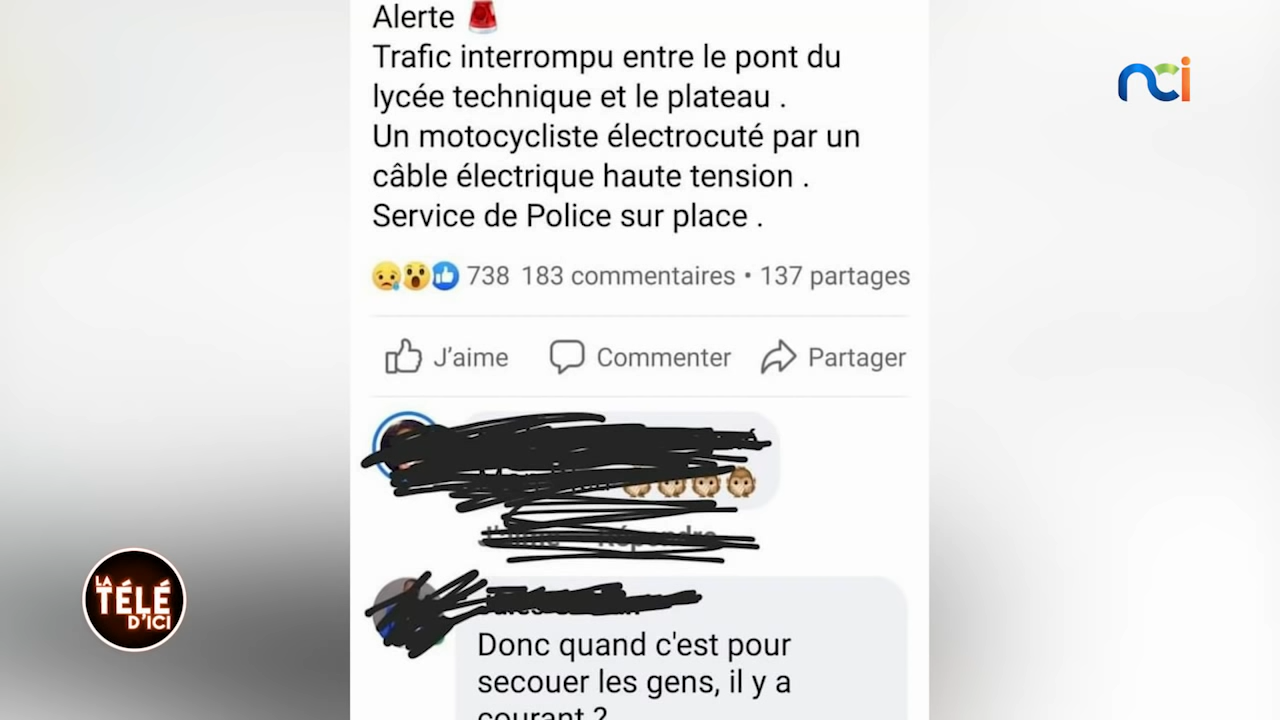 Alerte 🚨
nci
Trafic interrompu entre le pont du
lycée technique et le plateau .
Un motocycliste électrocuté par un
câble électrique haute tension .
Service de Police sur place .
738 183 commentaires • 137 partages
J'aime Commenter Partager
Répondre
LA
TÉLÉ
D'ICI
Donc quand c'est pour
secouer les gens, il y a
courant ?